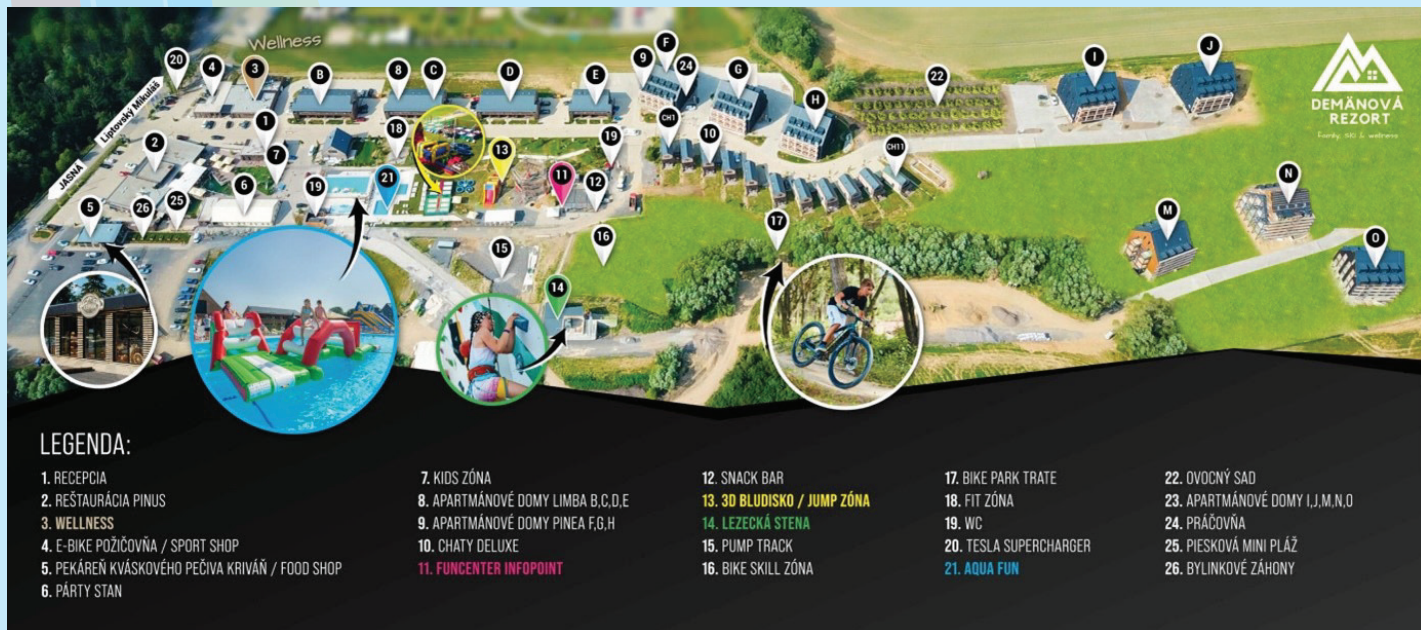 Wellness
F
20
4
3
B
8
C
D
E
9
24
G
I
J
22
H
DEMÄNOVÁ
REZORT
Family, fun & wellness
JASNÁ
Liptovský Mikuláš
1
2
7
18
13
19
CH1
10
CH11
5
26
25
6
19
21
11
12
N
M
17
16
15
O
14
LEGENDA:
1. RECEPCIA
2. REŠTAURÁCIA PINUS
3. WELLNESS
4. E-BIKE POŽIČOVŇA / SPORT SHOP
5. PEKÁREŇ KVÁSKOVÉHO PEČIVA KRIVÁŇ / FOOD SHOP
6. PÁRTY STAN
7. KIDS ZÓNA
8. APARTMÁNOVÉ DOMY LIMBA B,C,D,E
9. APARTMÁNOVÉ DOMY PINEA F,G,H
10. CHATY DELUXE
11. FUNCENTER INFOPOINT
12. SNACK BAR
13. 3D BLUDISKO / JUMP ZÓNA
14. LEZECKÁ STENA
15. PUMP TRACK
16. BIKE SKILL ZÓNA
17. BIKE PARK TRATE
18. FIT ZÓNA
19. WC
20. TESLA SUPERCHARGER
21. AQUA FUN
22. OVOCNÝ SAD
23. APARTMÁNOVÉ DOMY I,J,M,N,O
24. PRÁČOVŇA
25. PIESKOVÁ MINI PLÁŽ
26. BYLINKOVÉ ZÁHONY